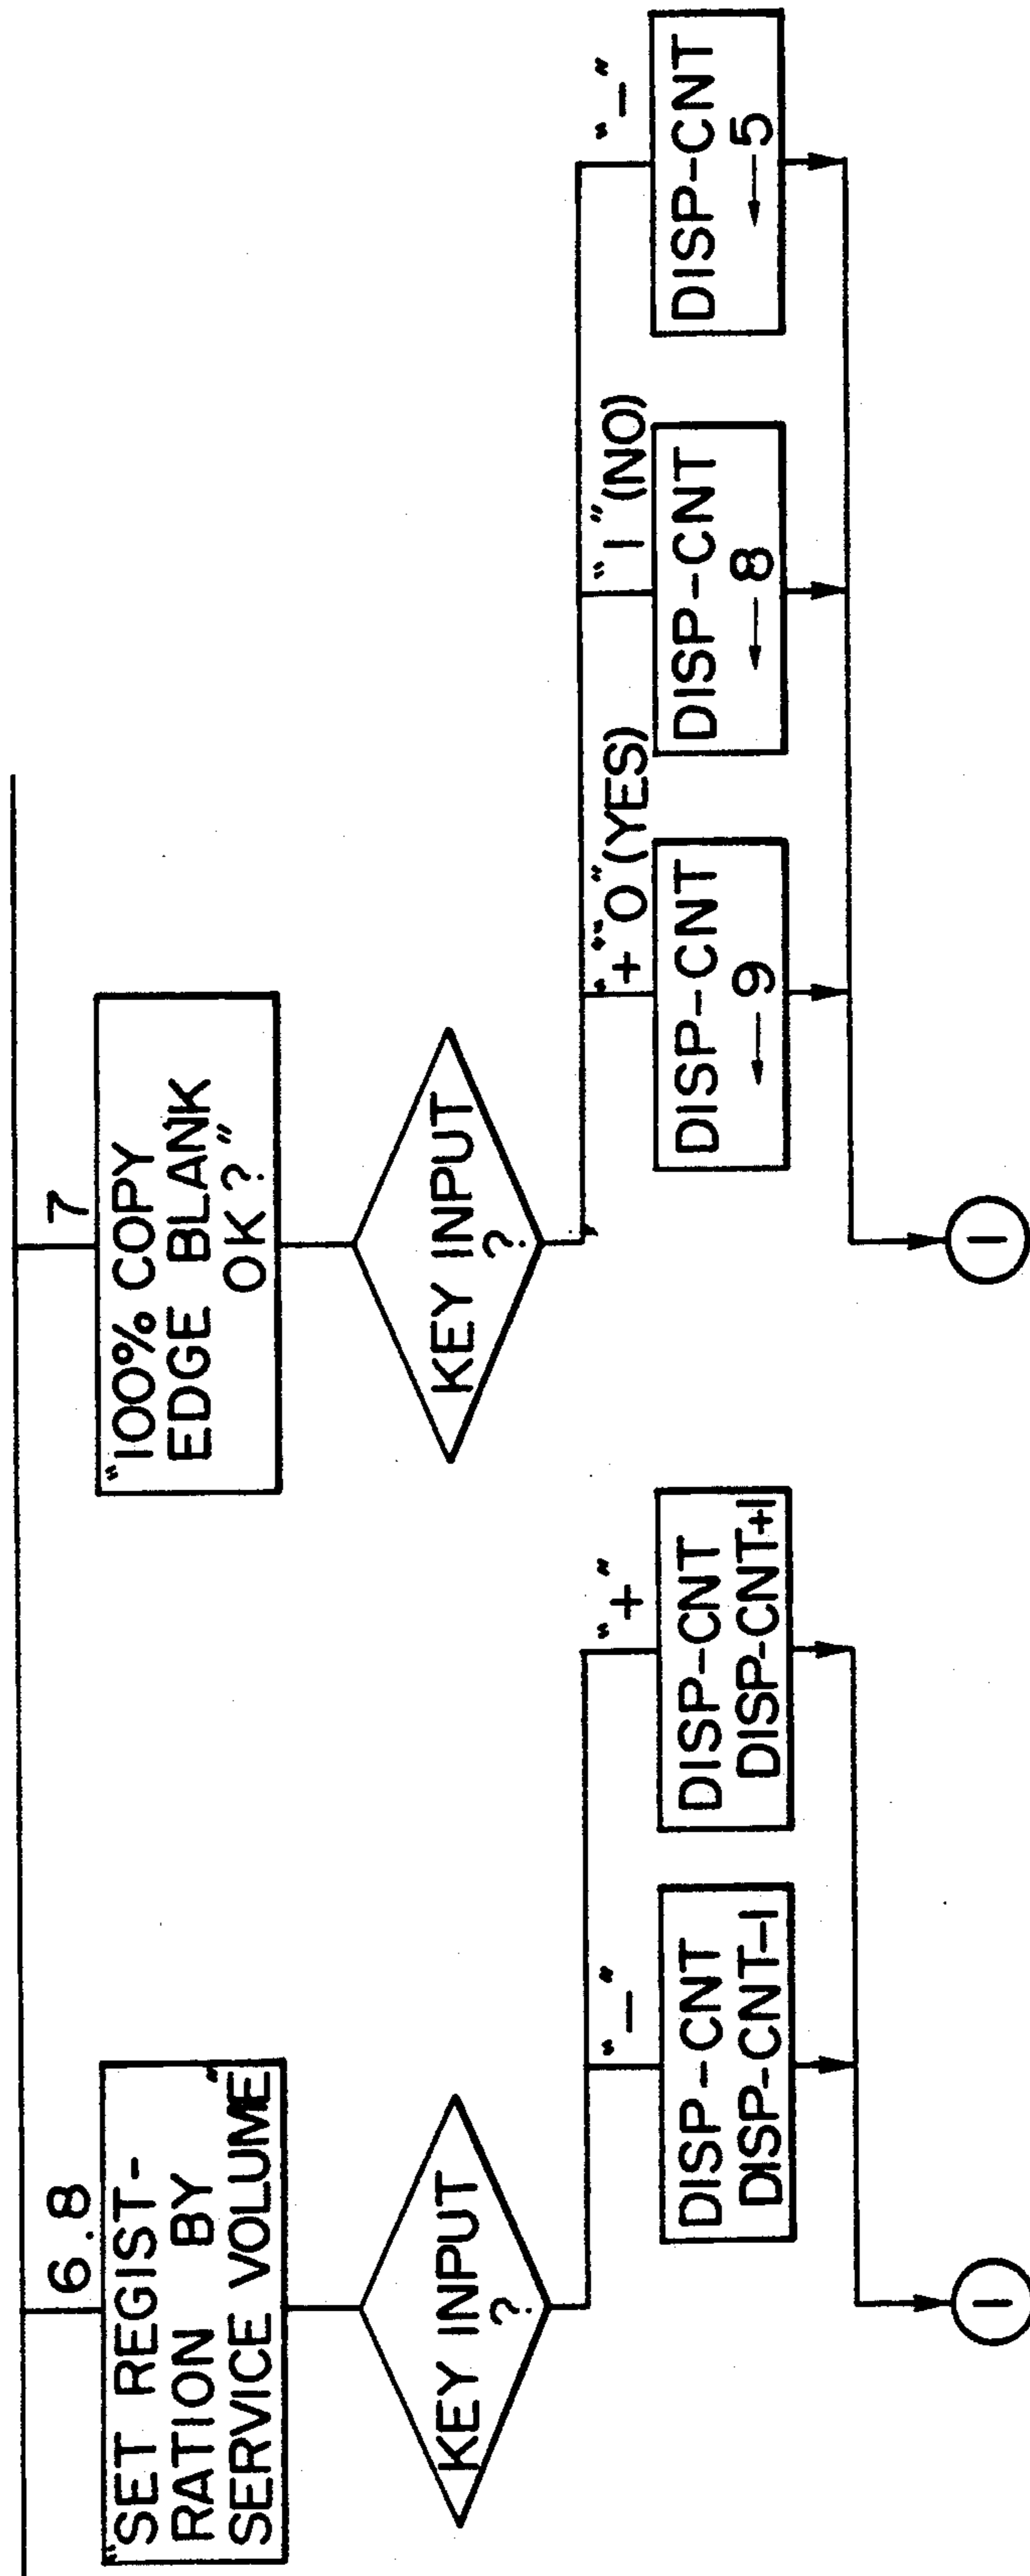 6.8
“SET REGIST-
RATION BY
SERVICE VOLUME”
KEY INPUT
?
“—”
“+”
DISP-CNT
DISP-CNT-1
DISP-CNT
DISP-CNT+1
1
7
“100% COPY
EDGE BLANK
OK?”
KEY INPUT
?
“+”“0”(YES)
“1”(NO)
“—”
DISP-CNT
←9
DISP-CNT
←8
DISP-CNT
←5
1